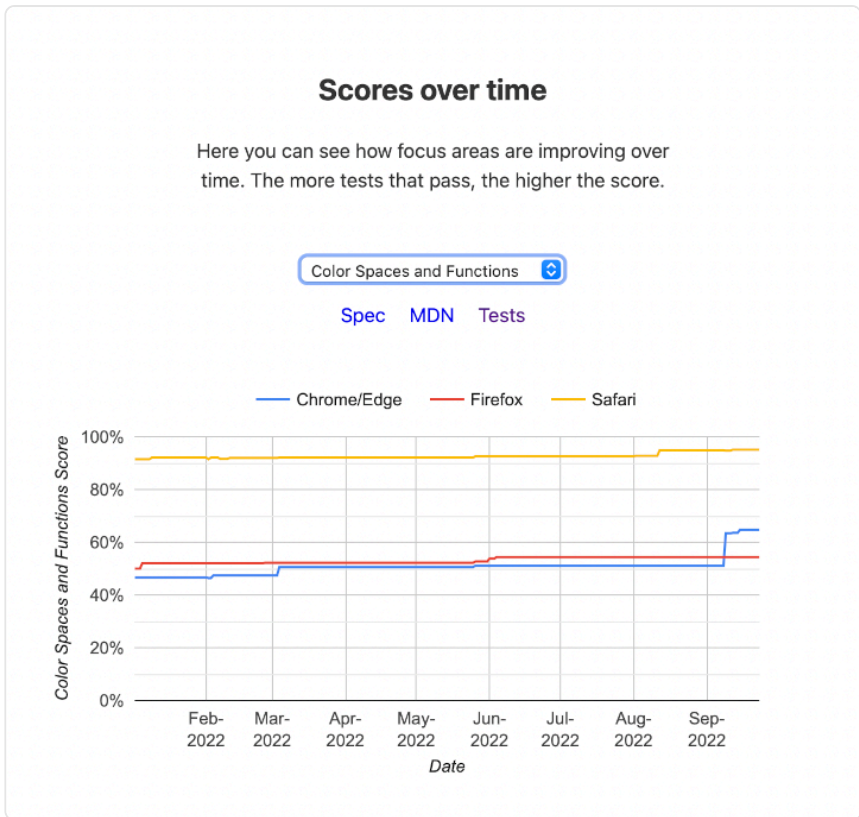 Scores over time
Here you can see how focus areas are improving over
time. The more tests that pass, the higher the score.
Color Spaces and Functions
Spec MDN Tests
Chrome/Edge Firefox Safari
Color Spaces and Functions Score
100%
80%
60%
40%
20%
0%
Feb- Mar- Apr- May- Jun- Jul- Aug- Sep-
2022 2022 2022 2022 2022 2022 2022 2022
Date